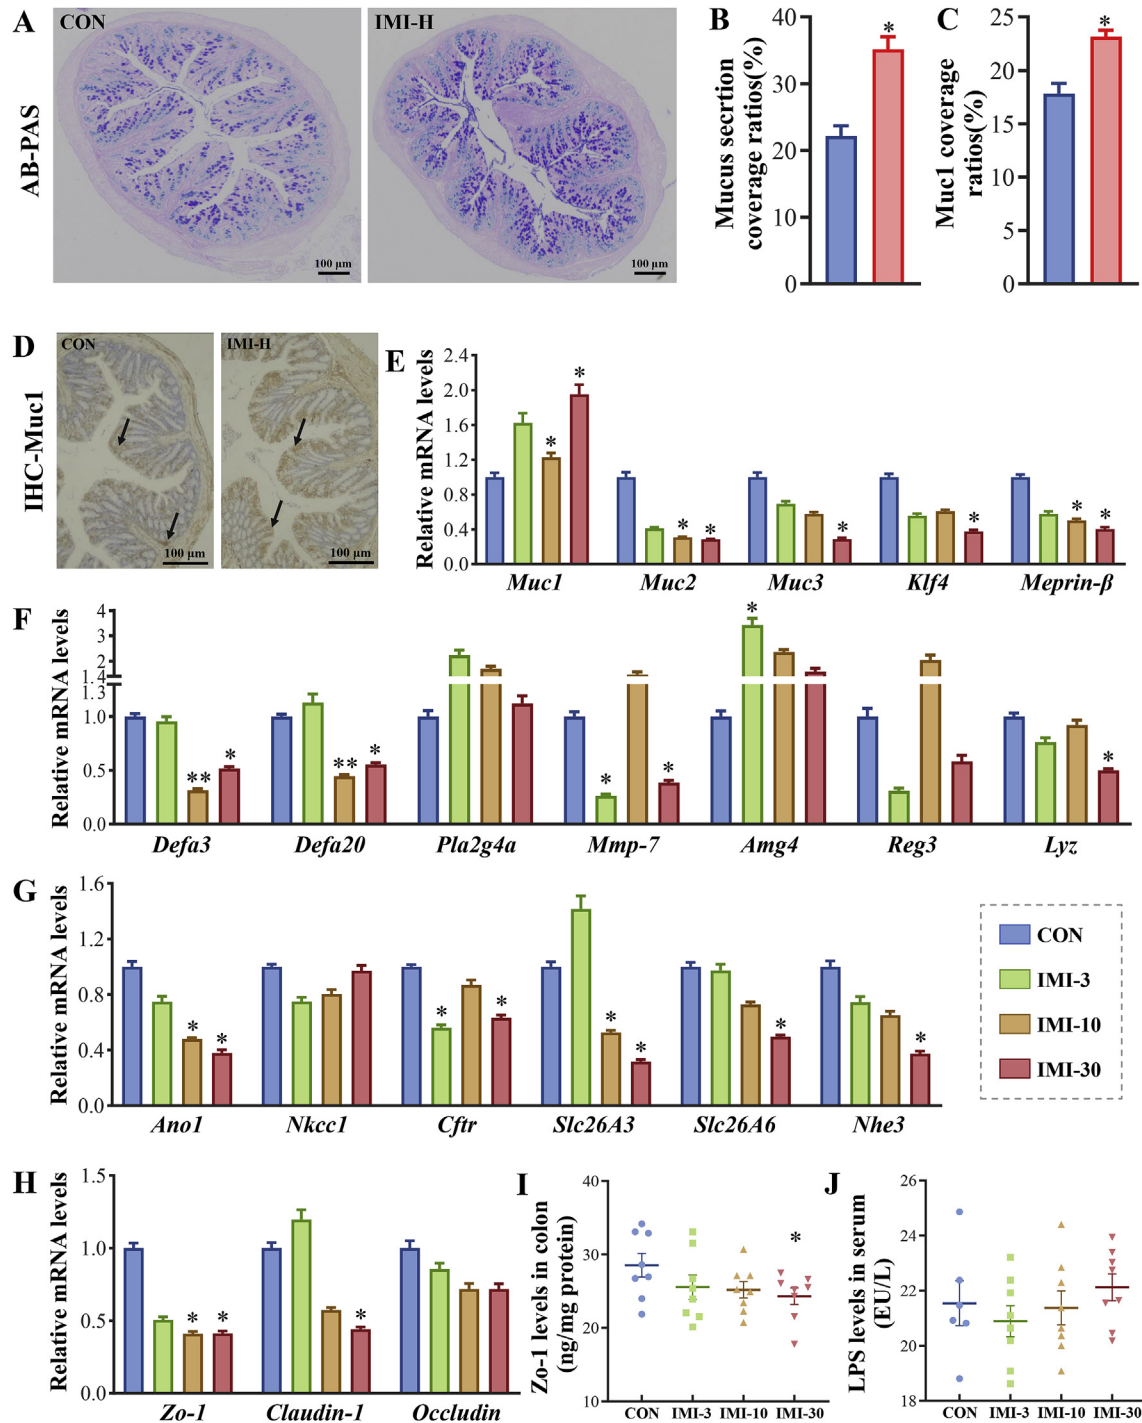 A
CON
IMI-H
AB-PAS
100 μm
100 μm
B
Mucus secrtion
coverage ratios(%)
40
30
20
10
0
*
C
Muc1 coverage
ratios(%)
25
20
15
10
5
0
*
D
CON
IMI-H
IHC-Muc1
100 μm
100 μm
E
Relative mRNA levels
2.4
2.0
1.6
1.2
0.8
0.4
0.0
* * * * * * * *
Muc1 Muc2 Muc3 Klf4 Meprin-β
F
Relative mRNA levels
4
3
2
1.4
1.3
1.0
0.5
0.0
** * ** * * * * *
Defa3 Defa20 Pla2g4a Mmp-7 Amg4 Reg3 Lyz
G
Relative mRNA levels
1.6
1.2
0.8
0.4
0.0
* * * * * * * *
Ano1 Nkcc1 Cftr Slc26A3 Slc26A6 Nhe3
CON
IMI-3
IMI-10
IMI-30
H
Relative mRNA levels
1.5
1.0
0.5
0.0
* * *
Zo-1 Claudin-1 Occludin
I
Zo-1 levels in colon
(ng/mg protein)
40
30
20
10
*
CON IMI-3 IMI-10 IMI-30
J
LPS levels in serum
(EU/L)
26
24
22
20
18
CON IMI-3 IMI-10 IMI-30